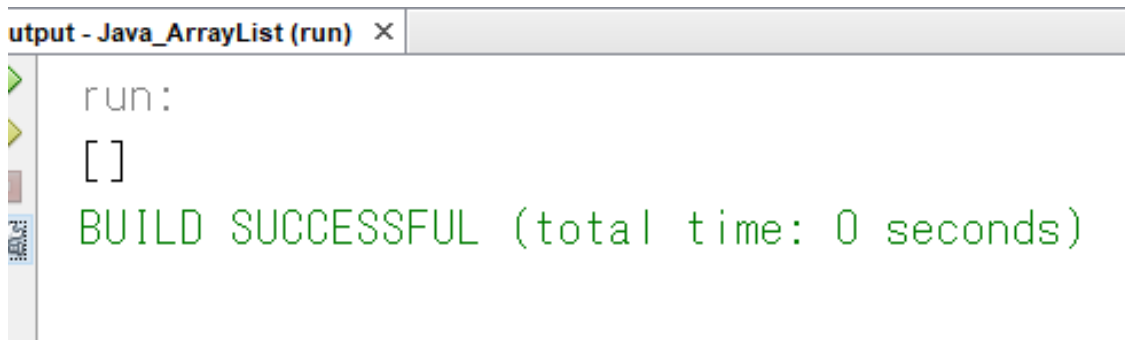 utput - Java_ArrayList (run) ×
run:
[]
BUILD SUCCESSFUL (total time: 0 seconds)